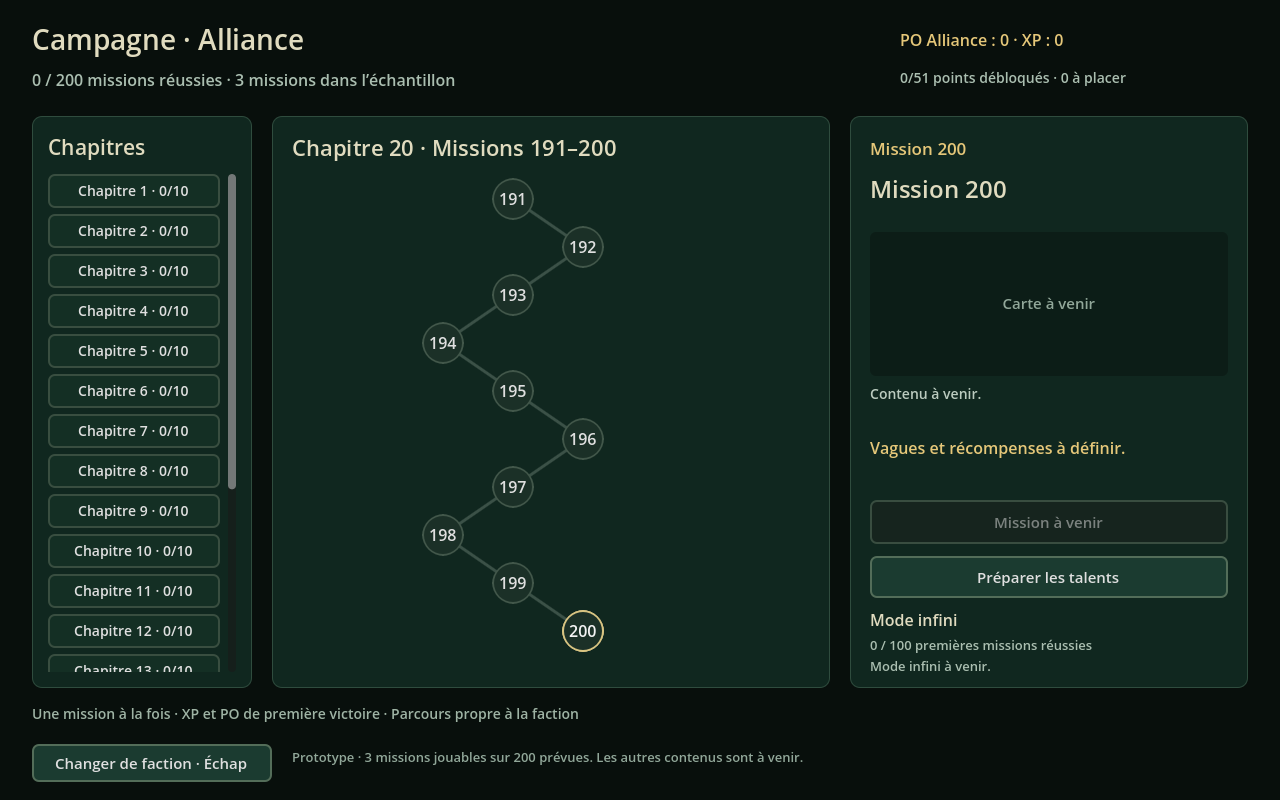 Campagne · Alliance
0 / 200 missions réussies · 3 missions dans l’échantillon
PO Alliance : 0 · XP : 0
0/51 points débloqués · 0 à placer
Chapitres
Chapitre 1 · 0/10
Chapitre 2 · 0/10
Chapitre 3 · 0/10
Chapitre 4 · 0/10
Chapitre 5 · 0/10
Chapitre 6 · 0/10
Chapitre 7 · 0/10
Chapitre 8 · 0/10
Chapitre 9 · 0/10
Chapitre 10 · 0/10
Chapitre 11 · 0/10
Chapitre 12 · 0/10
Chapitre 13 · 0/10
Chapitre 20 · Missions 191–200
191
192
193
194
195
196
197
198
199
200
Mission 200
Mission 200
Carte à venir
Contenu à venir.
Vagues et récompenses à définir.
Mission à venir
Préparer les talents
Mode infini
0 / 100 premières missions réussies
Mode infini à venir.
Une mission à la fois · XP et PO de première victoire · Parcours propre à la faction
Changer de faction · Échap
Prototype · 3 missions jouables sur 200 prévues. Les autres contenus sont à venir.